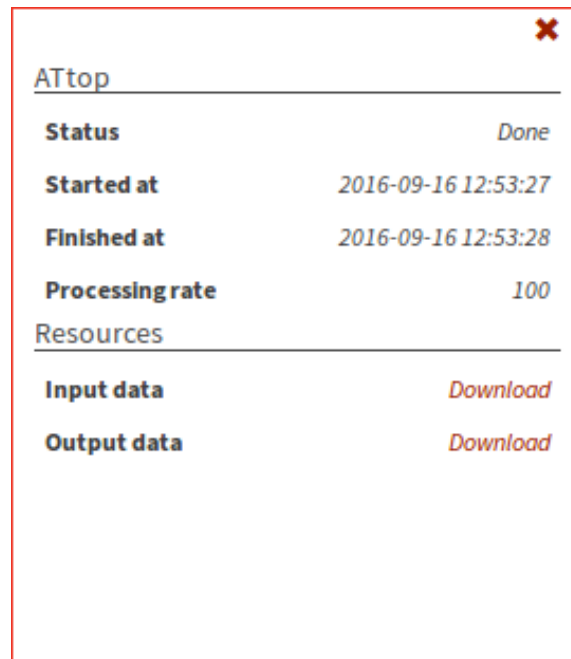 ATtop
Status Done
Started at 2016-09-16 12:53:27
Finished at 2016-09-16 12:53:28
Processing rate 100
Resources
Input data Download
Output data Download